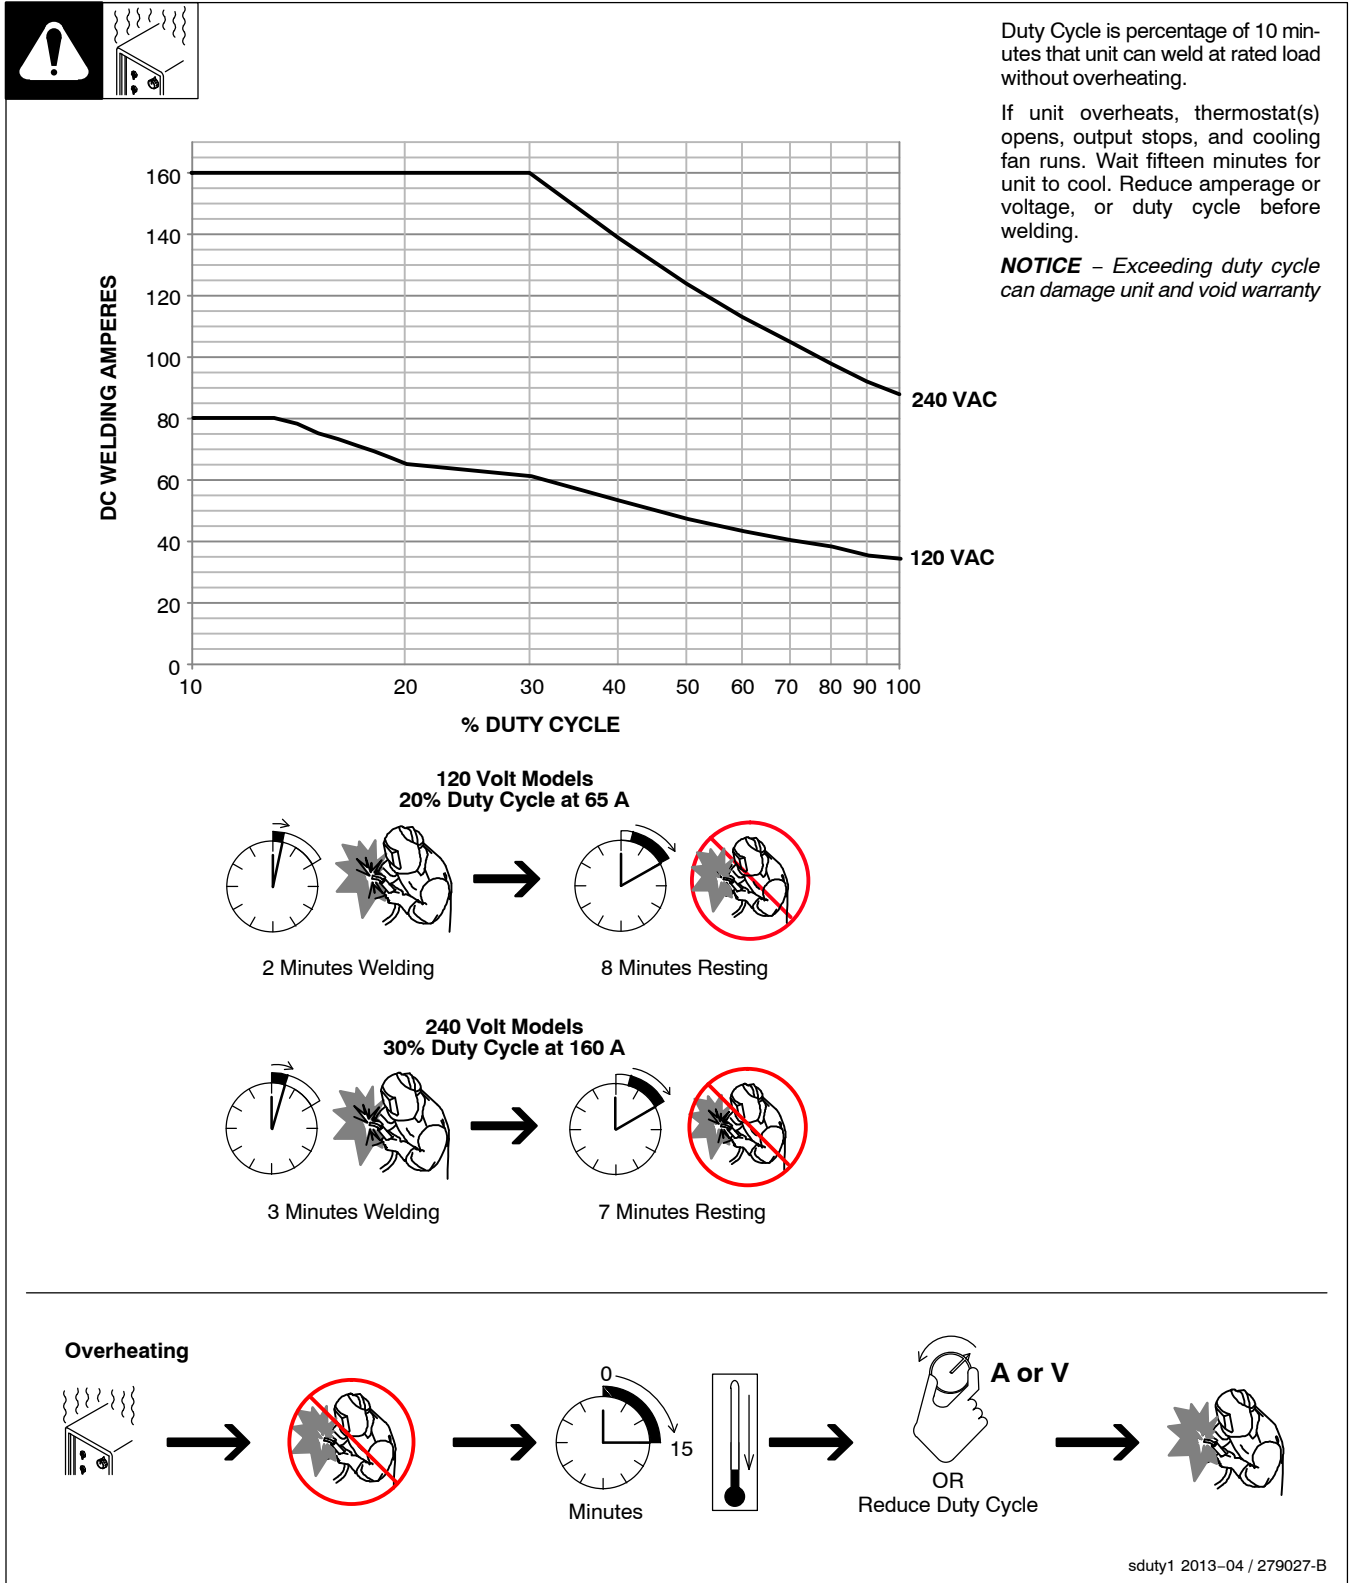 Duty Cycle is percentage of 10 min-
utes that unit can weld at rated load
without overheating.
If unit overheats, thermostat(s)
opens, output stops, and cooling
fan runs. Wait fifteen minutes for
unit to cool. Reduce amperage or
voltage, or duty cycle before
welding.
NOTICE – Exceeding duty cycle
can damage unit and void warranty
DC WELDING AMPERES
160
140
120
100
80
60
40
20
0
240 VAC
120 VAC
10 20 30 40 50 60 70 80 90 100
% DUTY CYCLE
120 Volt Models
20% Duty Cycle at 65 A
2 Minutes Welding
8 Minutes Resting
240 Volt Models
30% Duty Cycle at 160 A
3 Minutes Welding
7 Minutes Resting
Overheating
0
15
Minutes
A or V
OR
Reduce Duty Cycle
sduty1 2013–04 / 279027-B